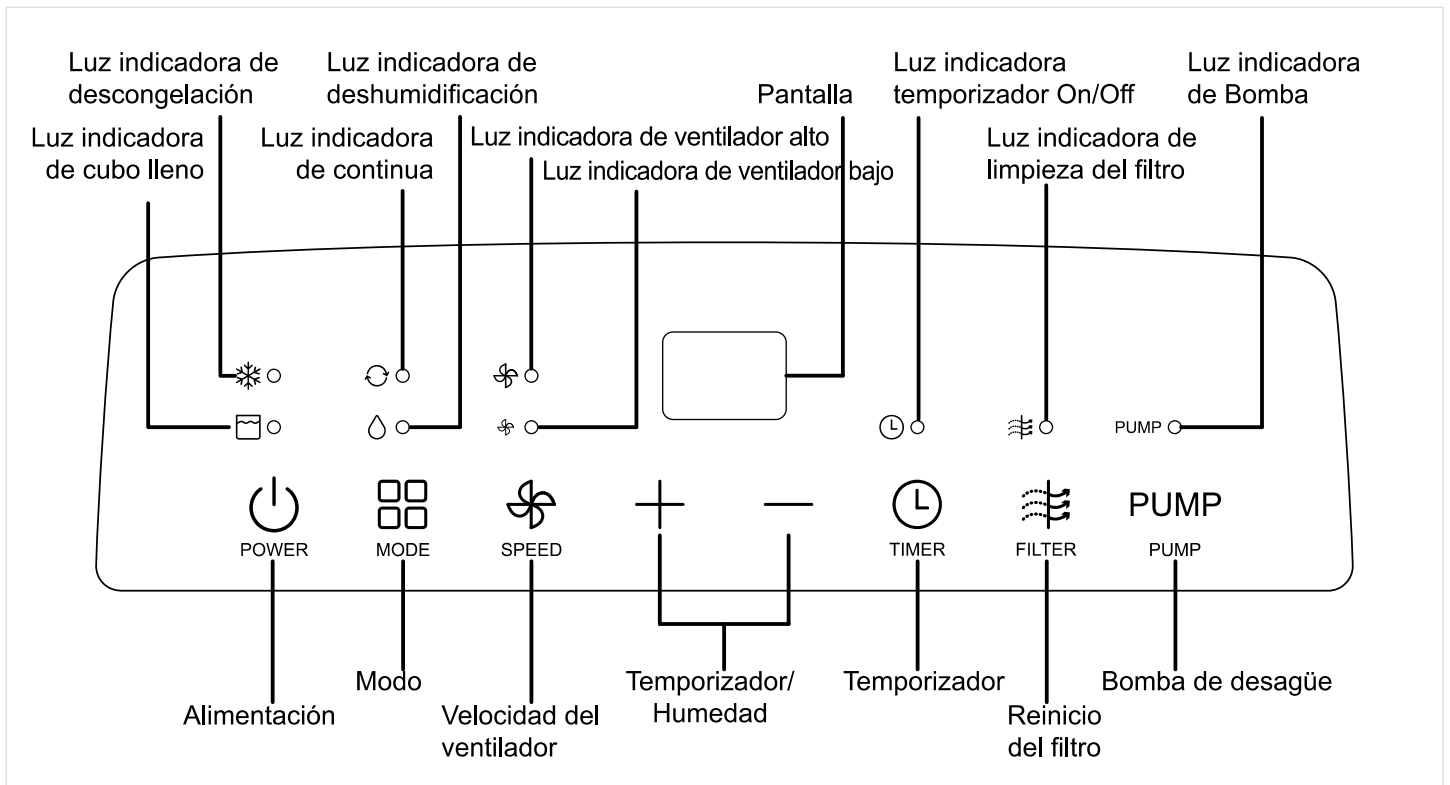 Luz indicadora de
descongelación
Luz indicadora de
deshumidificación
Pantalla
Luz indicadora
temporizador On/Off
Luz indicadora
de Bomba
Luz indicadora
de cubo lleno
Luz indicadora
de continua
Luz indicadora de ventilador alto
Luz indicadora de ventilador bajo
Luz indicadora de
limpieza del filtro
PUMP
PUMP
POWER
MODE
SPEED
TIMER
FILTER
PUMP
Alimentación
Modo
Velocidad del
ventilador
Temporizador/
Humedad
Temporizador
Reinicio
del filtro
Bomba de desagüe